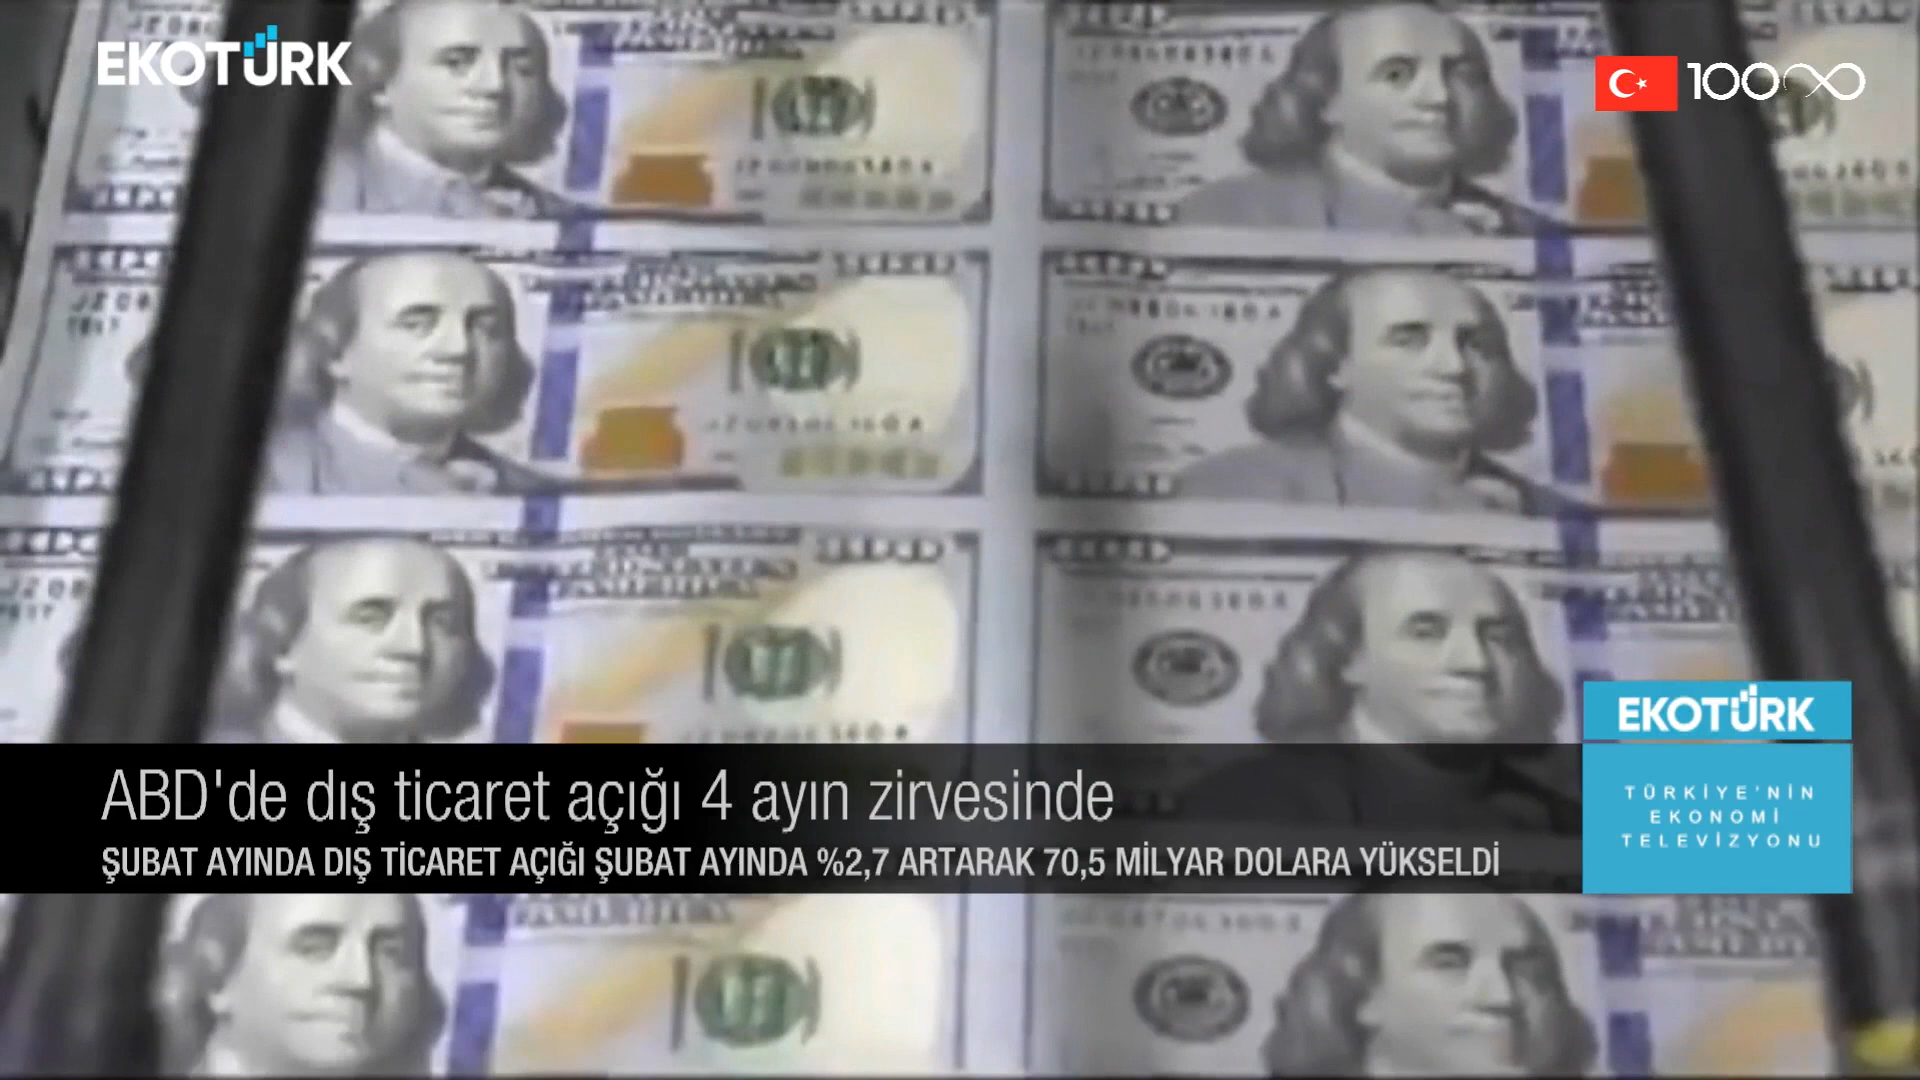 EKOTÜRK
100
ABD'de dış ticaret açığı 4 ayın zirvesinde
ŞUBAT AYINDA DIŞ TİCARET AÇIĞI ŞUBAT AYINDA %2,7 ARTARAK 70,5 MİLYAR DOLARA YÜKSELDİ
EKOTÜRK
TÜRKİYE'NİN
EKONOMİ
TELEVİZYONU